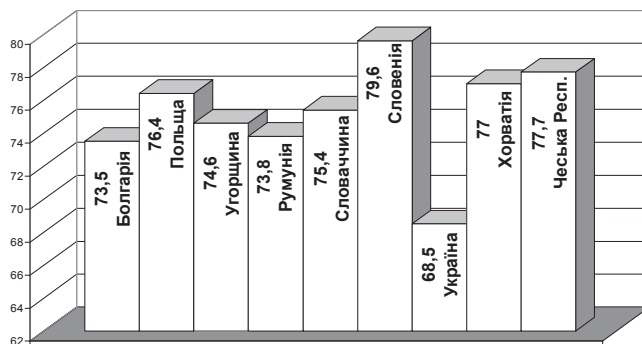 80
78
76
74
72
70
68
66
64
62
73,5
Болгарія
76,4
Польща
74,6
Угорщина
73,8
Румунія
75,4
Словаччина
79,6
Словенія
68,5
Україна
77
Хорватія
77,7
Чеська Респ.